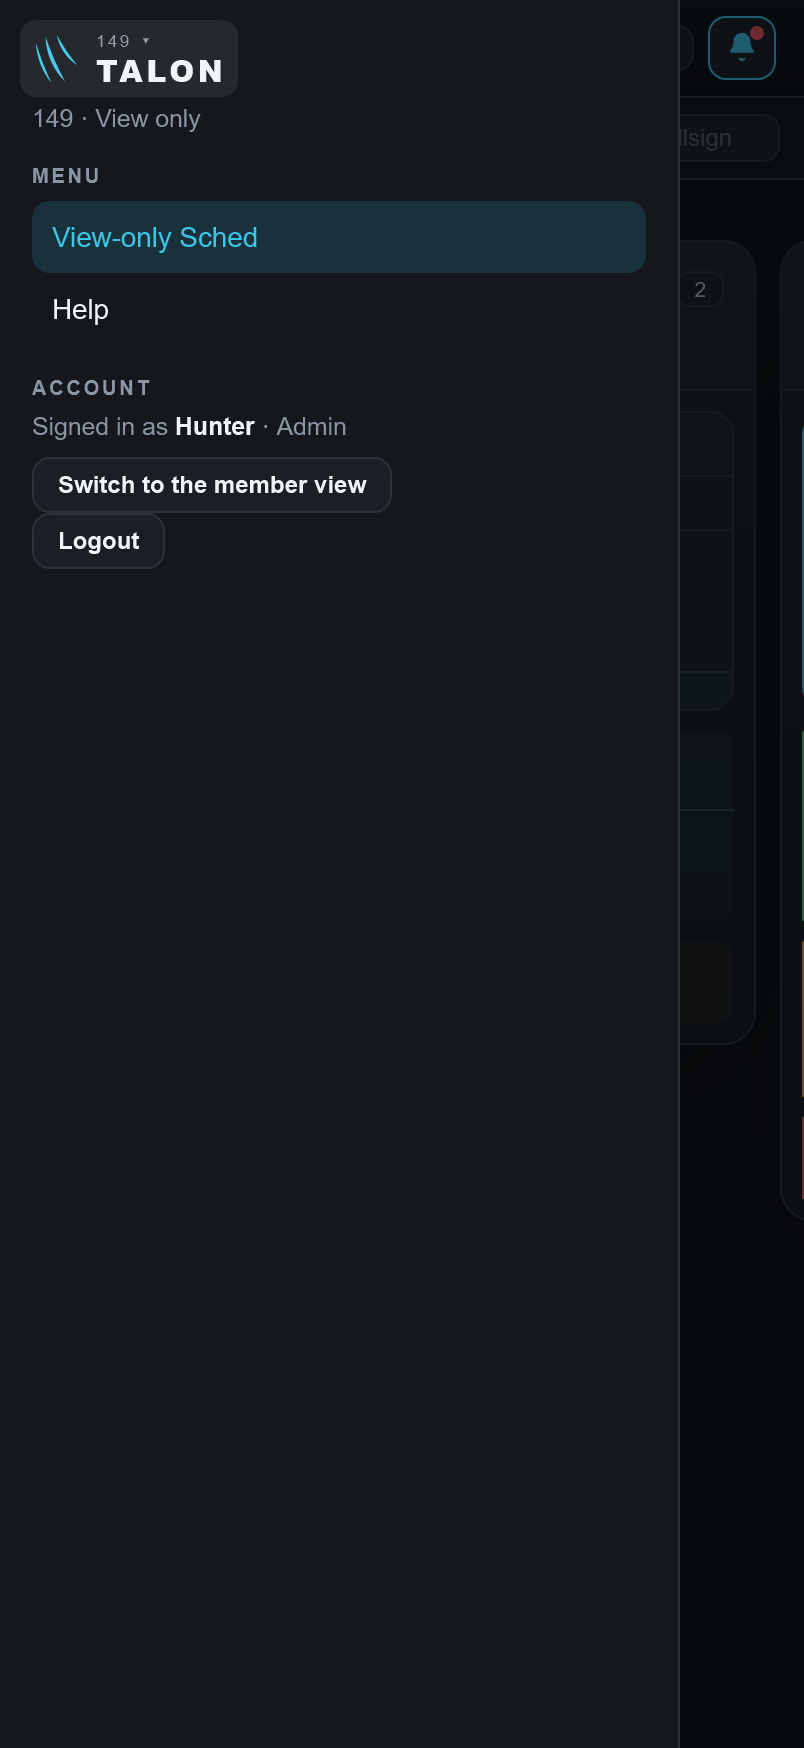 149 ▾
TALON
149 · View only
MENU
View-only Sched
Help
ACCOUNT
Signed in as Hunter · Admin
Switch to the member view
Logout
2